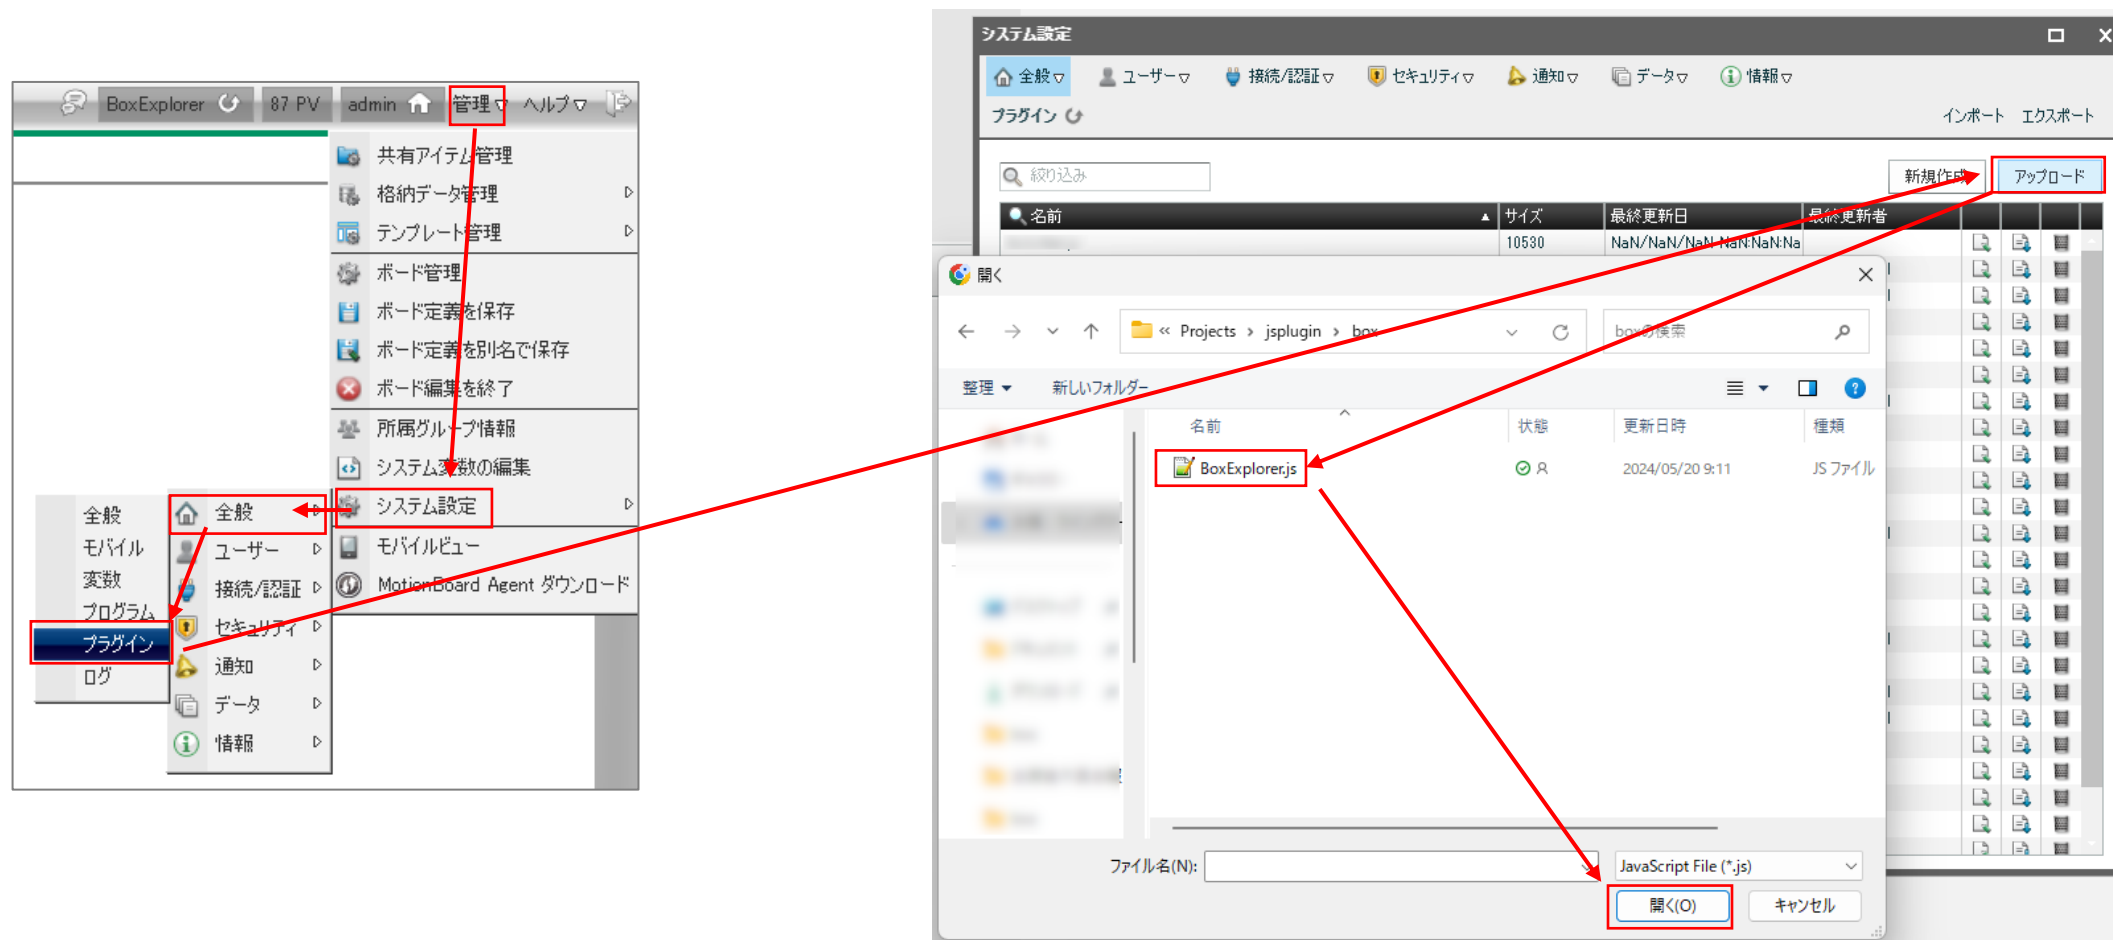 BoxExplorer
87 PV
admin
管理
ヘルプ
共有アイテム管理
格納データ管理
テンプレート管理
ボード管理
ボード定義を保存
ボード定義を別名で保存
ボード編集を終了
所属グループ情報
システム変数の編集
システム設定
モバイルビュー
MotionBoard Agent ダウンロード
全般
ユーザー
接続/認証
セキュリティ
通知
データ
情報
全般
モバイル
変数
プログラム
プラグイン
ログ
システム設定
全般
ユーザー
接続/認証
セキュリティ
通知
データ
情報
プラグイン
インポート エクスポート
絞り込み
新規作成
アップロード
名前
サイズ
最終更新日
最終更新者
10530
NaN/NaN/NaN NaN:NaN:Na
開く
« Projects › jsplugin › box
boxの検索
整理
新しいフォルダー
名前
状態
更新日時
種類
BoxExplorer.js
2024/05/20 9:11
JS ファイル
ファイル名(N):
JavaScript File (*.js)
開く(O)
キャンセル